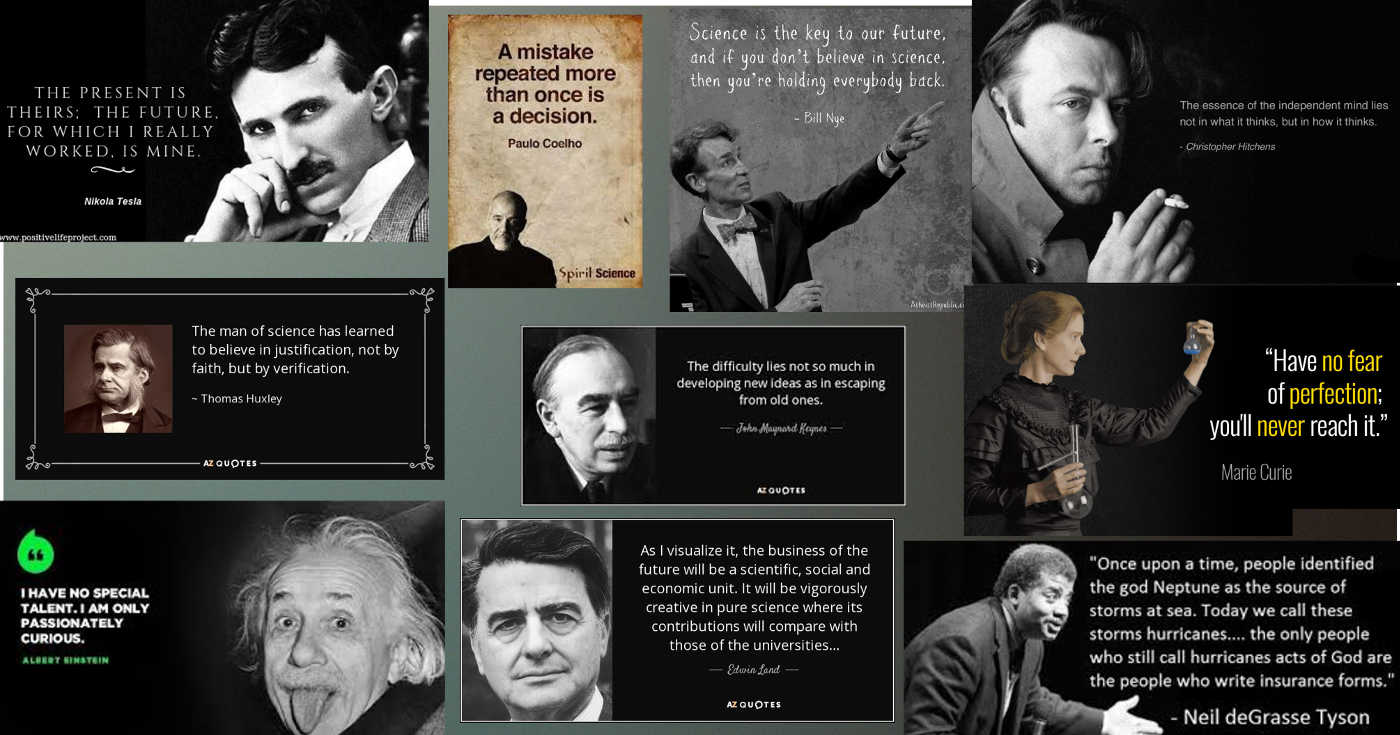 THE PRESENT IS
THEIRS; THE FUTURE,
FOR WHICH I REALLY
WORKED, IS MINE.
Nikola Tesla
www.positivelifeproject.com
A mistake
repeated more
than once is
a decision.
Paulo Coelho
Spirit Science
Science is the key to our future,
and if you don't believe in science,
then you're holding everybody back.
- Bill Nye
AtheistRepublic.co
The essence of the independent mind lies
not in what it thinks, but in how it thinks.
- Christopher Hitchens
The man of science has learned
to believe in justification, not by
faith, but by verification.
~ Thomas Huxley
AZ QUOTES
The difficulty lies not so much in
developing new ideas as in escaping
from old ones.
— John Maynard Keynes —
AZ QUOTES
“Have no fear
of perfection;
you'll never reach it.”
Marie Curie
I HAVE NO SPECIAL
TALENT. I AM ONLY
PASSIONATELY
CURIOUS.
ALBERT EINSTEIN
As I visualize it, the business of the
future will be a scientific, social and
economic unit. It will be vigorously
creative in pure science where its
contributions will compare with
those of the universities...
— Edwin Land —
AZ QUOTES
"Once upon a time, people identified
the god Neptune as the source of
storms at sea. Today we call these
storms hurricanes.... the only people
who still call hurricanes acts of God are
the people who write insurance forms."
- Neil deGrasse Tyson